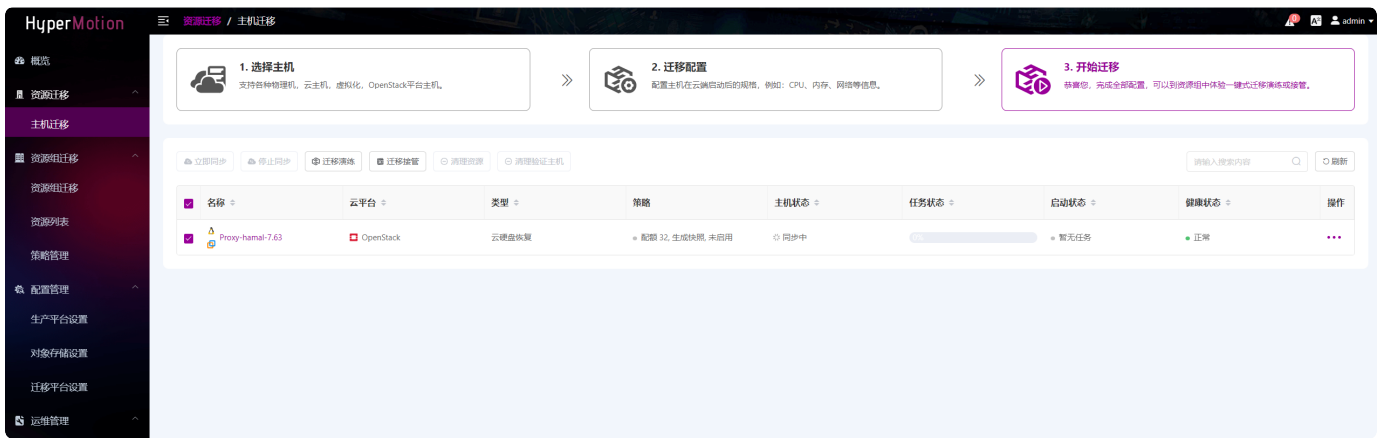 HyperMotion
资源迁移 / 主机迁移
0
A
admin
概览
资源迁移
主机迁移
资源组迁移
资源组迁移
资源列表
策略管理
配置管理
生产平台设置
对象存储设置
迁移平台设置
运维管理
1. 选择主机
支持各种物理机，云主机，虚拟化，OpenStack平台主机。
2. 迁移配置
配置主机在云端启动后的规格，例如：CPU、内存、网络等信息。
3. 开始迁移
恭喜您，完成全部配置，可以到资源组中体验一键式迁移演练或接管。
立即同步 停止同步 迁移演练 迁移接管 清理资源 清理验证主机 请输入搜索内容 刷新
名称 云平台 类型 策略 主机状态 任务状态 启动状态 健康状态 操作
Proxy-hamal-7.63 OpenStack 云硬盘恢复 配额 32, 生成快照, 未启用 同步中 0% 暂无任务 正常